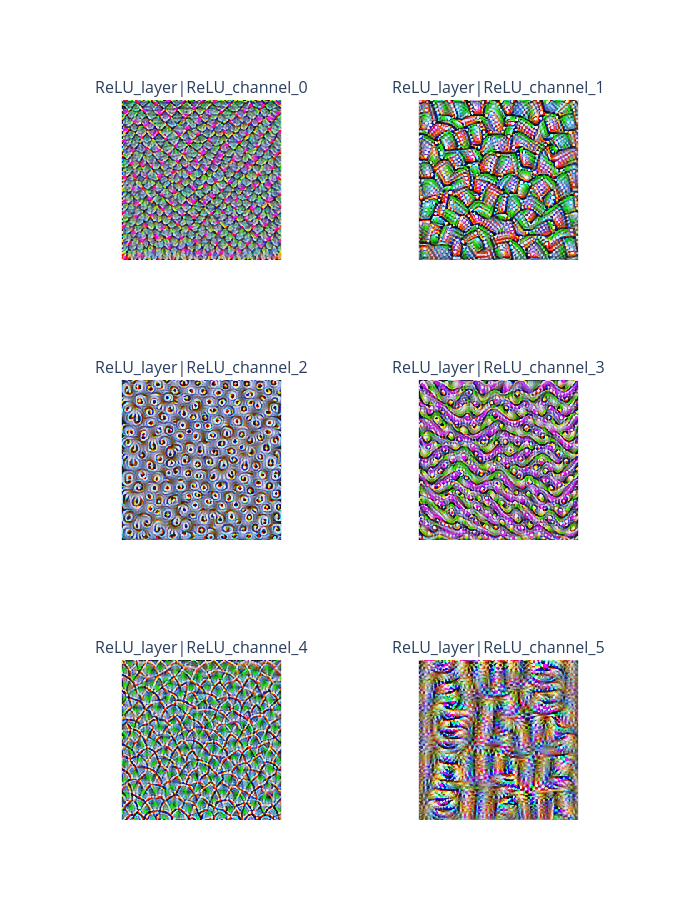 ReLU_layer|ReLU_channel_0
ReLU_layer|ReLU_channel_1
ReLU_layer|ReLU_channel_2
ReLU_layer|ReLU_channel_3
ReLU_layer|ReLU_channel_4
ReLU_layer|ReLU_channel_5